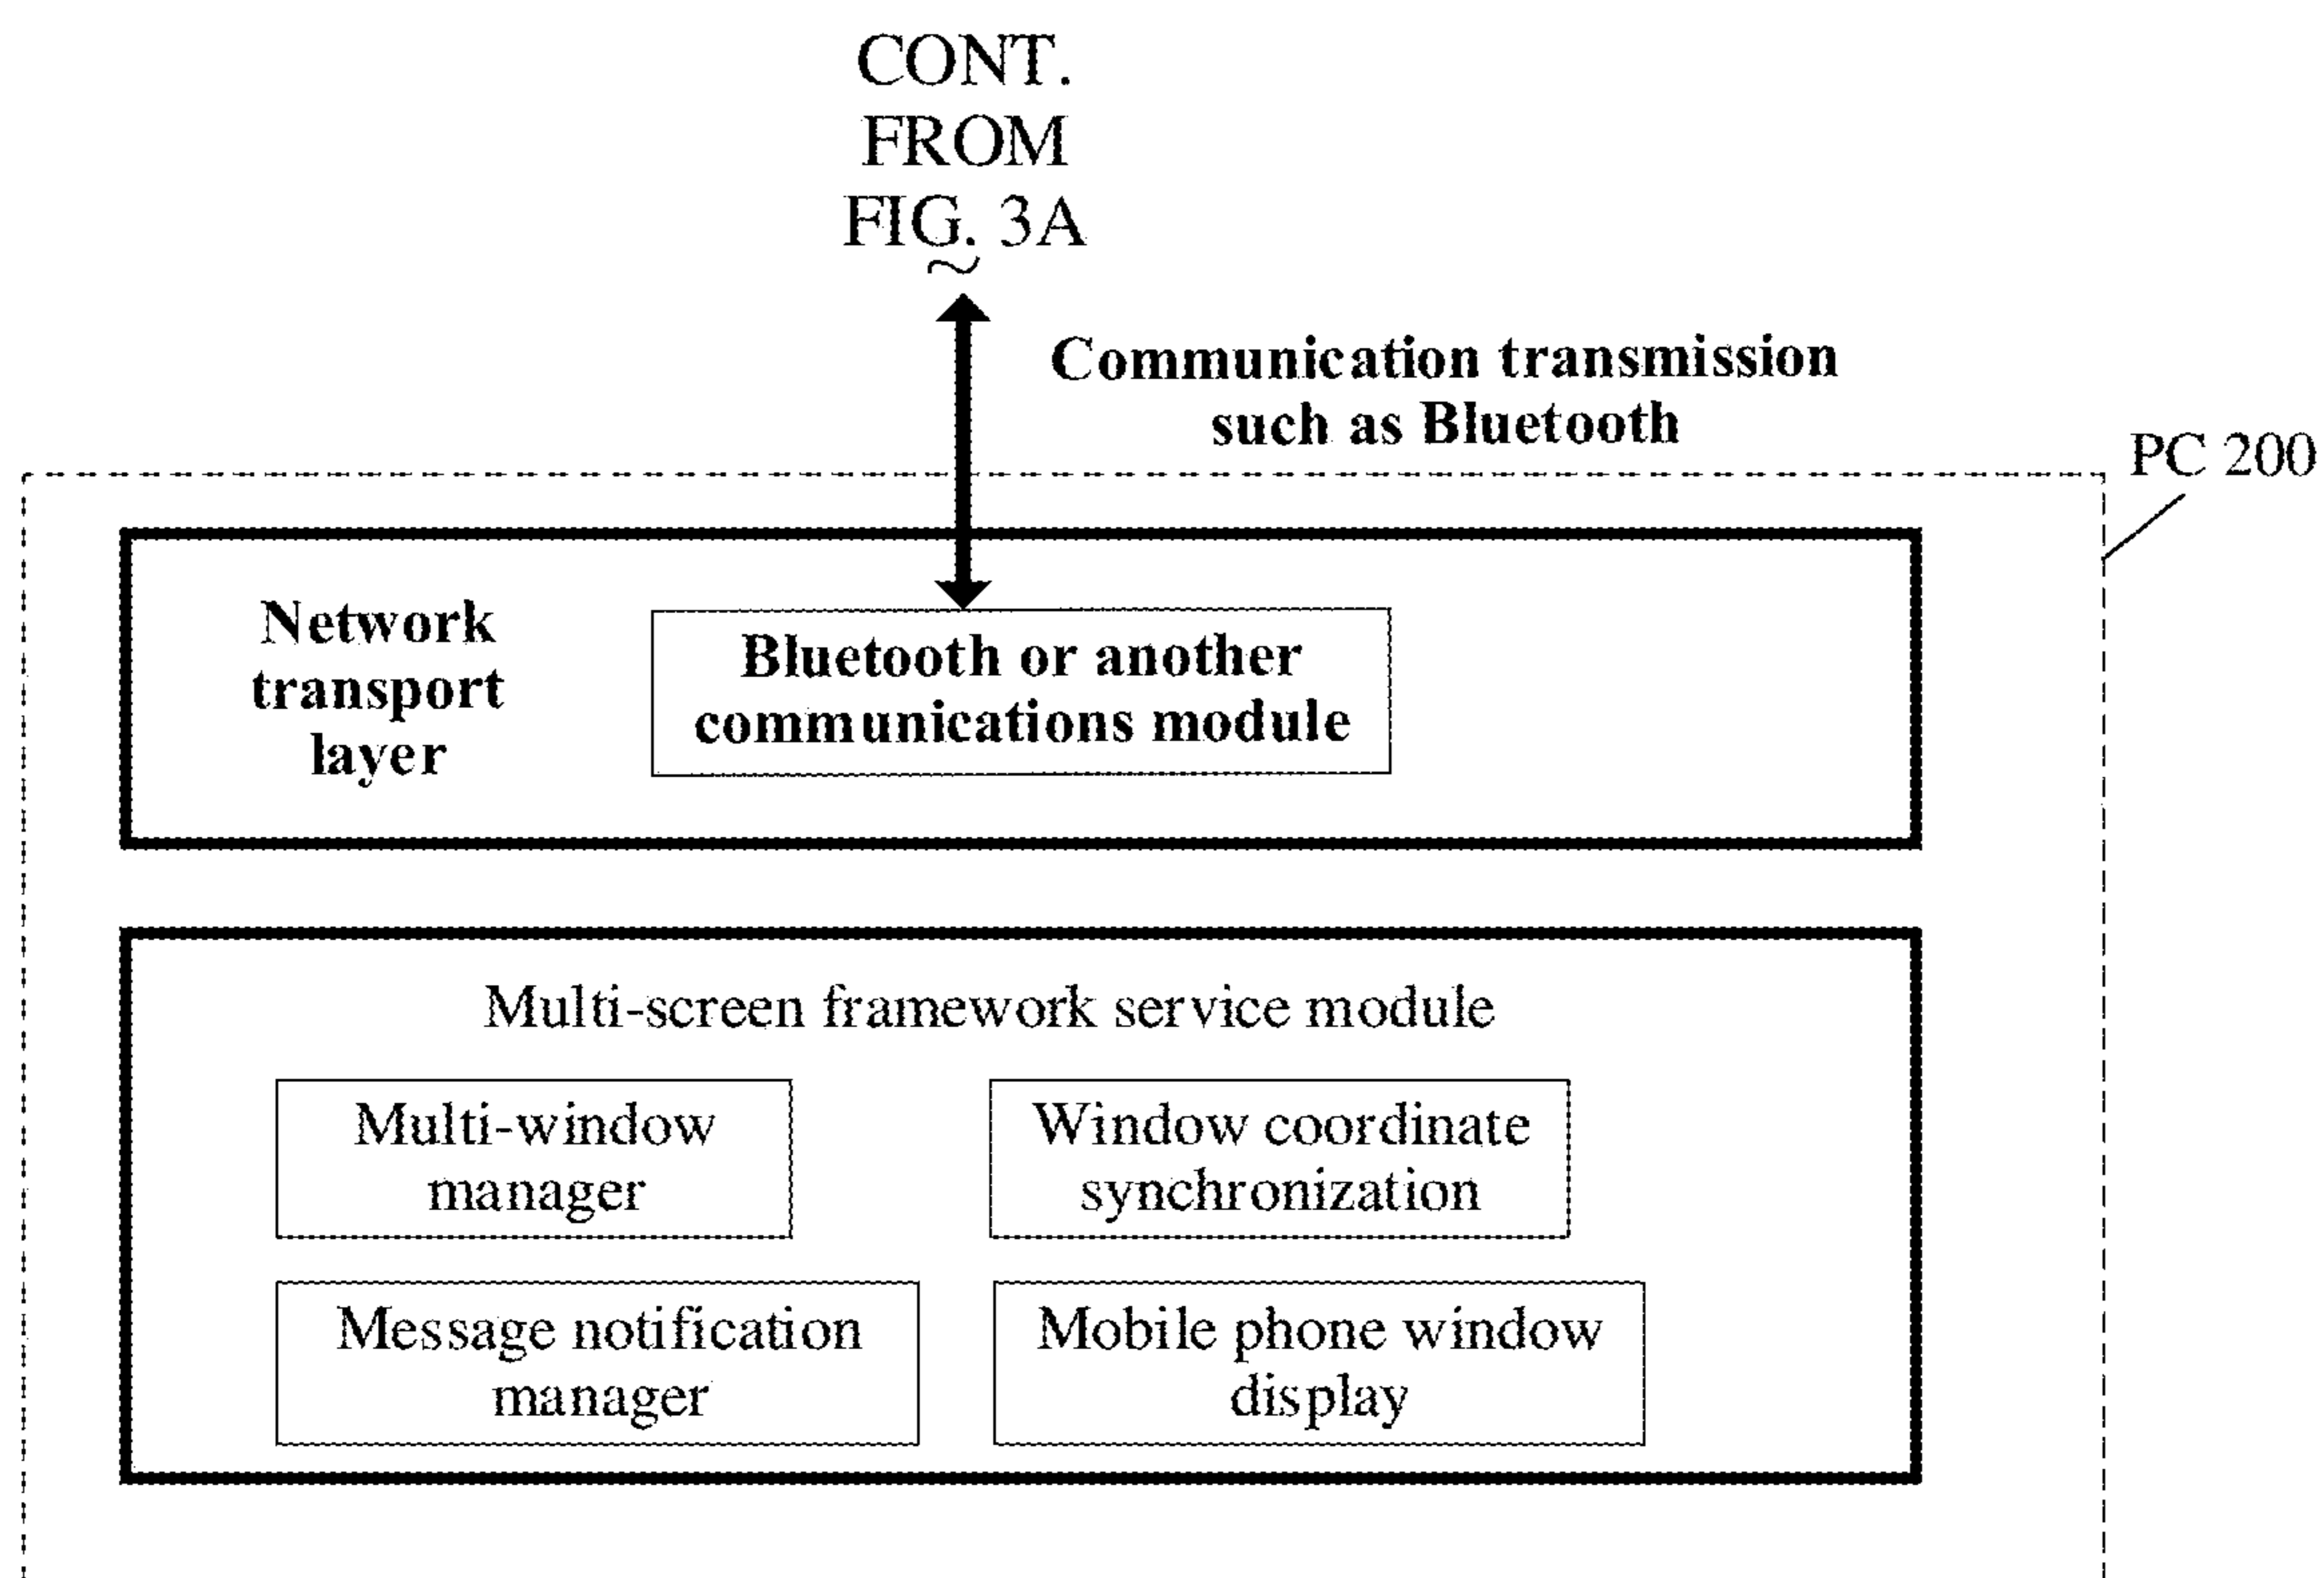 CONT.
FROM
FIG. 3A
~
Communication transmission
such as Bluetooth
PC 200
Network
transport
layer
Bluetooth or another
communications module
Multi-screen framework service module
Multi-window
manager
Window coordinate
synchronization
Message notification
manager
Mobile phone window
display